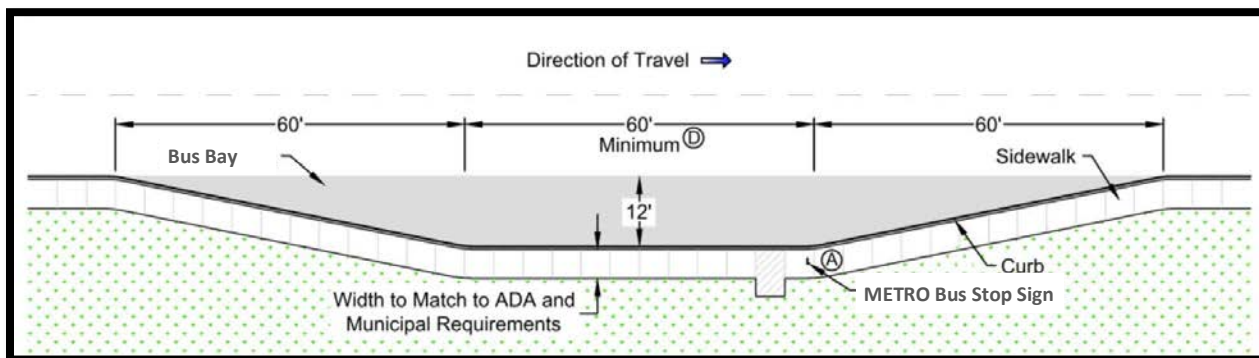 Direction of Travel
60'
60'
60'
Minimum D
Bus Bay
Sidewalk
12'
A
Curb
METRO Bus Stop Sign
Width to Match to ADA and
Municipal Requirements